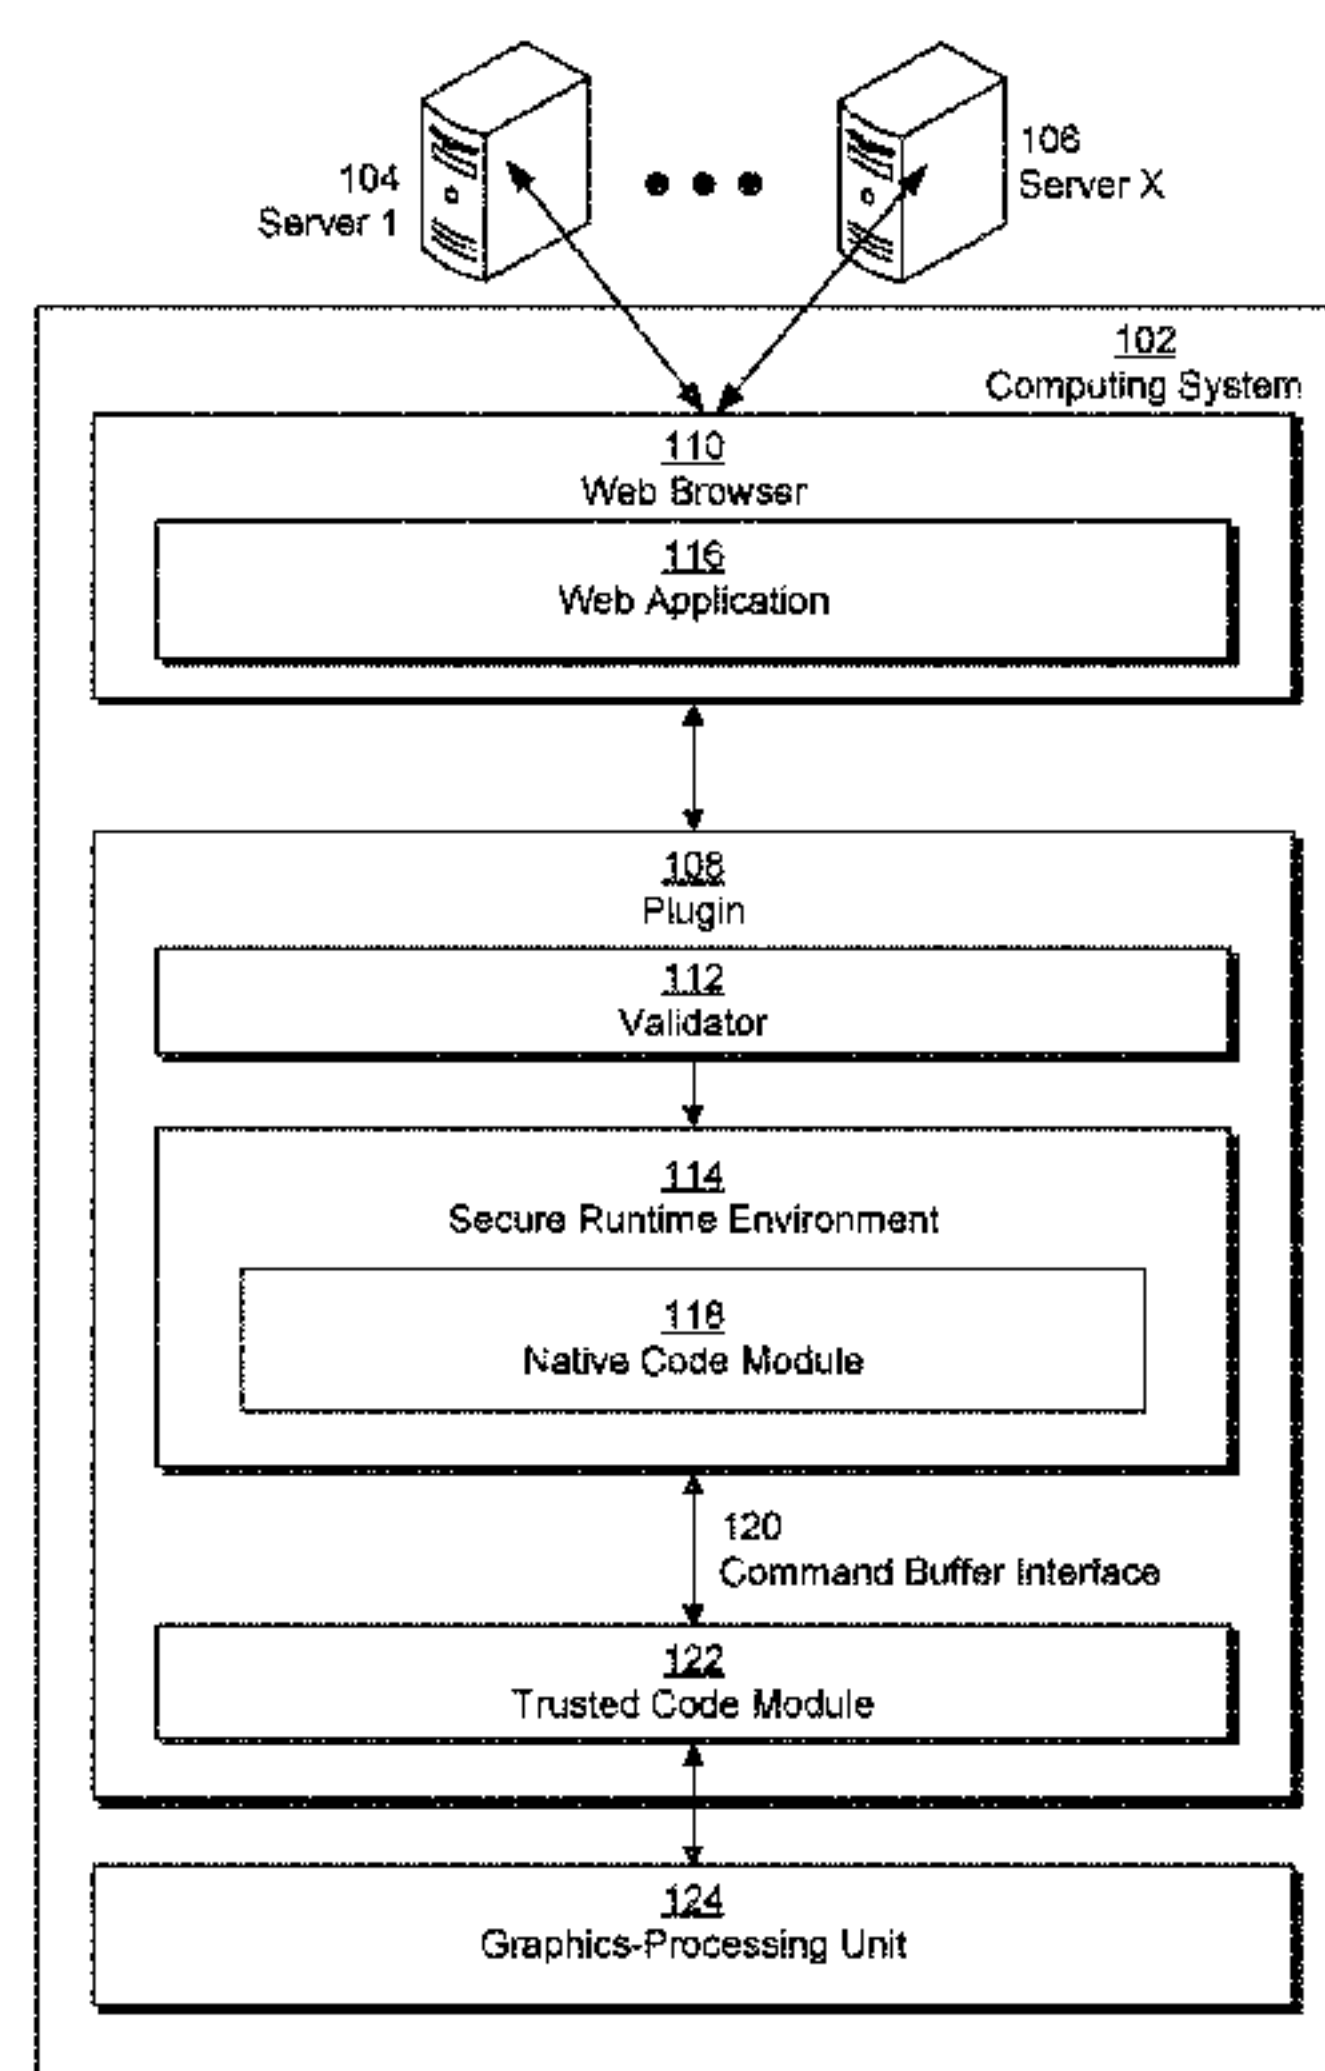 104
Server 1
106
Server X
102
Computing System
110
Web Browser
116
Web Application
108
Plugin
112
Validator
114
Secure Runtime Environment
118
Native Code Module
120
Command Buffer Interface
122
Trusted Code Module
124
Graphics-Processing Unit